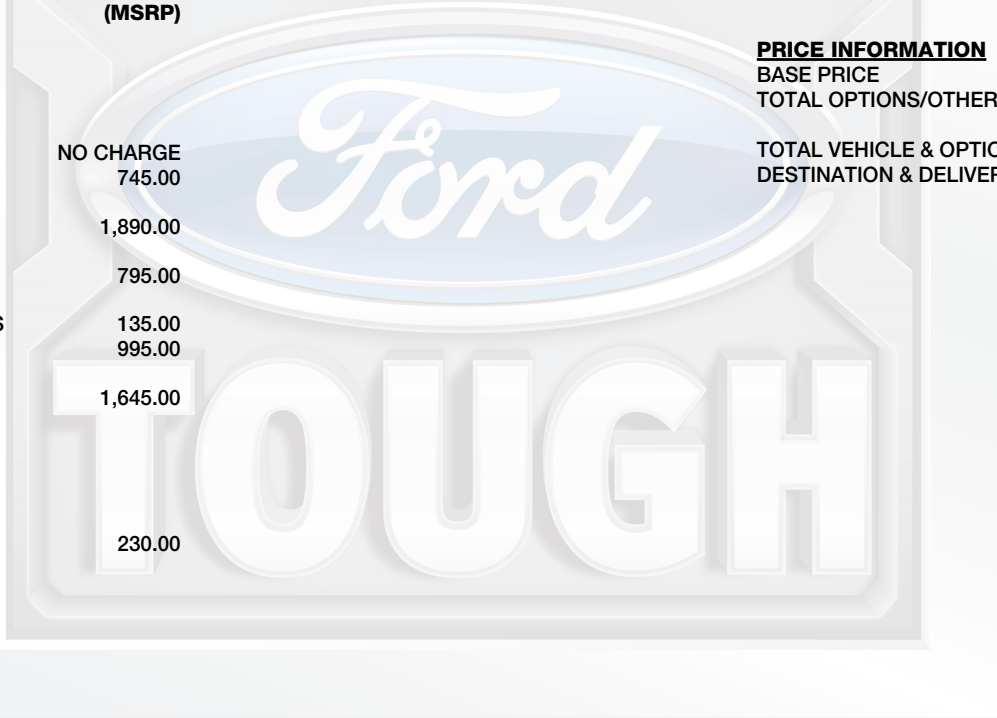 (MSRP)
NO CHARGE
745.00
1,890.00
795.00
135.00
995.00
1,645.00
230.00
PRICE INFORMATION
BASE PRICE
TOTAL OPTIONS/OTHER
TOTAL VEHICLE & OPTIO
DESTINATION & DELIVER
Ford
TOUGH